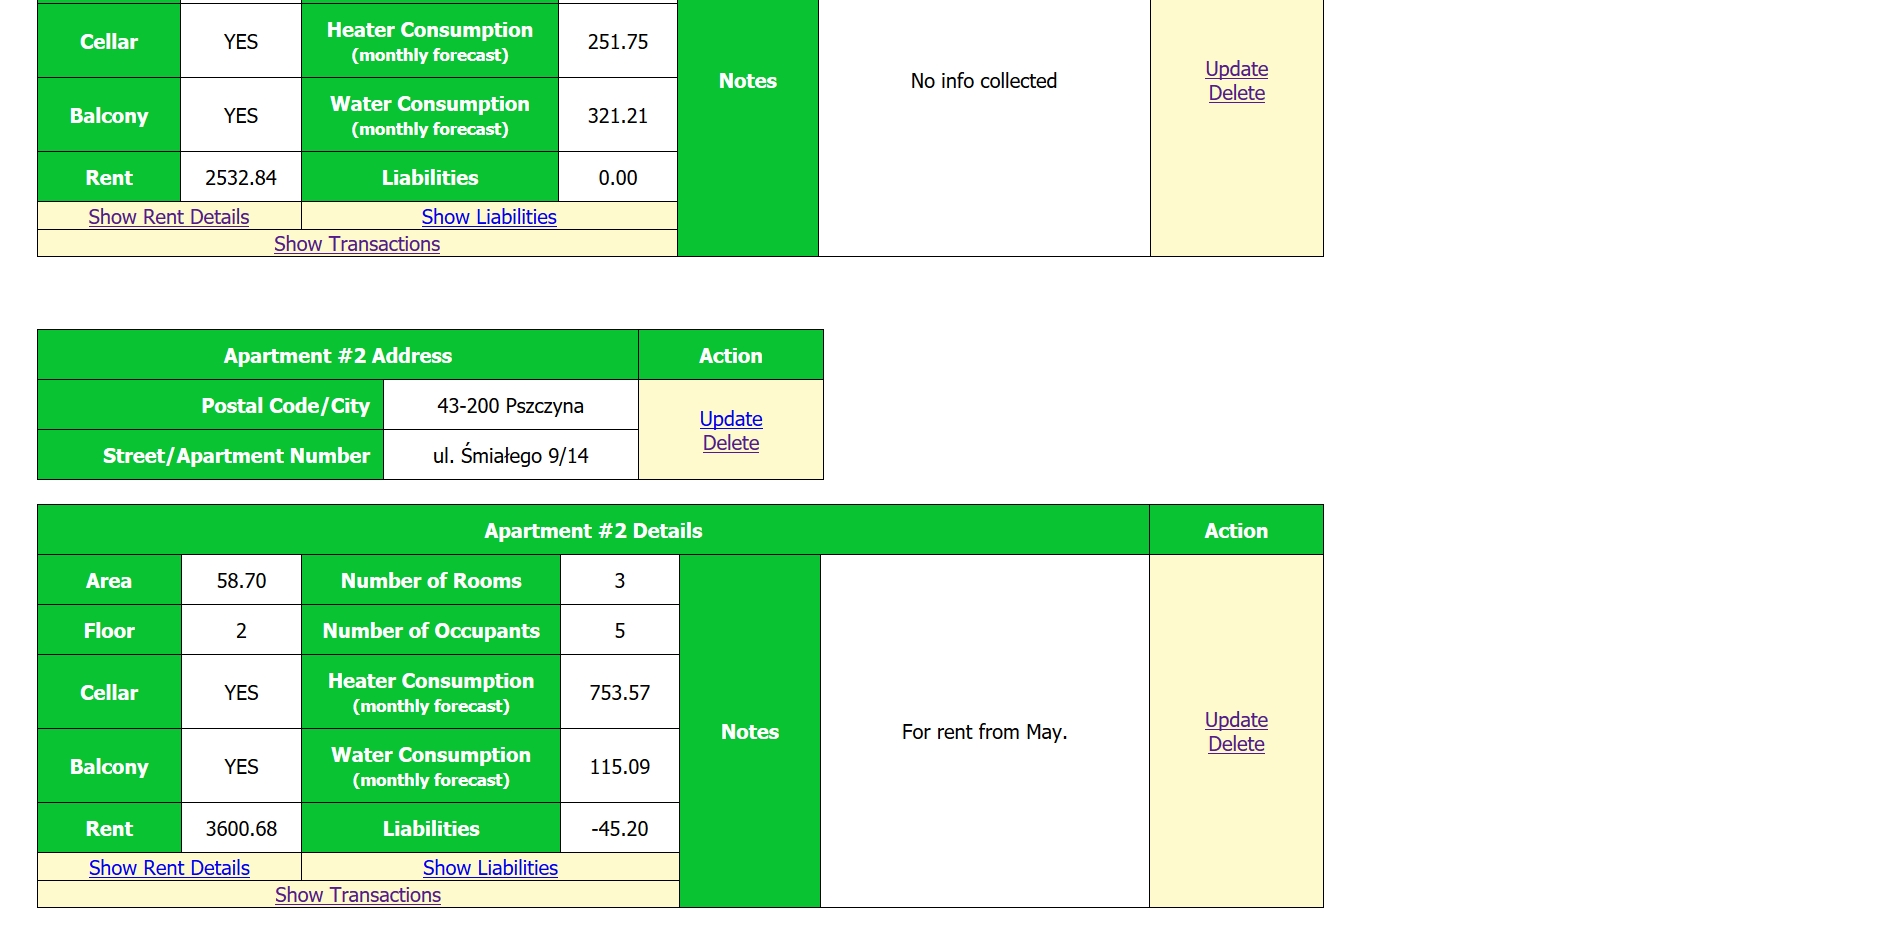 Cellar YES Heater Consumption 251.75
(monthly forecast)
Notes No info collected Update
Delete
Balcony YES Water Consumption 321.21
(monthly forecast)
Rent 2532.84 Liabilities 0.00
Show Rent Details Show Liabilities
Show Transactions
Apartment #2 Address Action
Postal Code/City 43-200 Pszczyna
Update
Delete
Street/Apartment Number ul. Śmiałego 9/14
Apartment #2 Details Action
Area 58.70 Number of Rooms 3
Floor 2 Number of Occupants 5
Cellar YES Heater Consumption 753.57
(monthly forecast)
Notes For rent from May. Update
Delete
Balcony YES Water Consumption 115.09
(monthly forecast)
Rent 3600.68 Liabilities -45.20
Show Rent Details Show Liabilities
Show Transactions